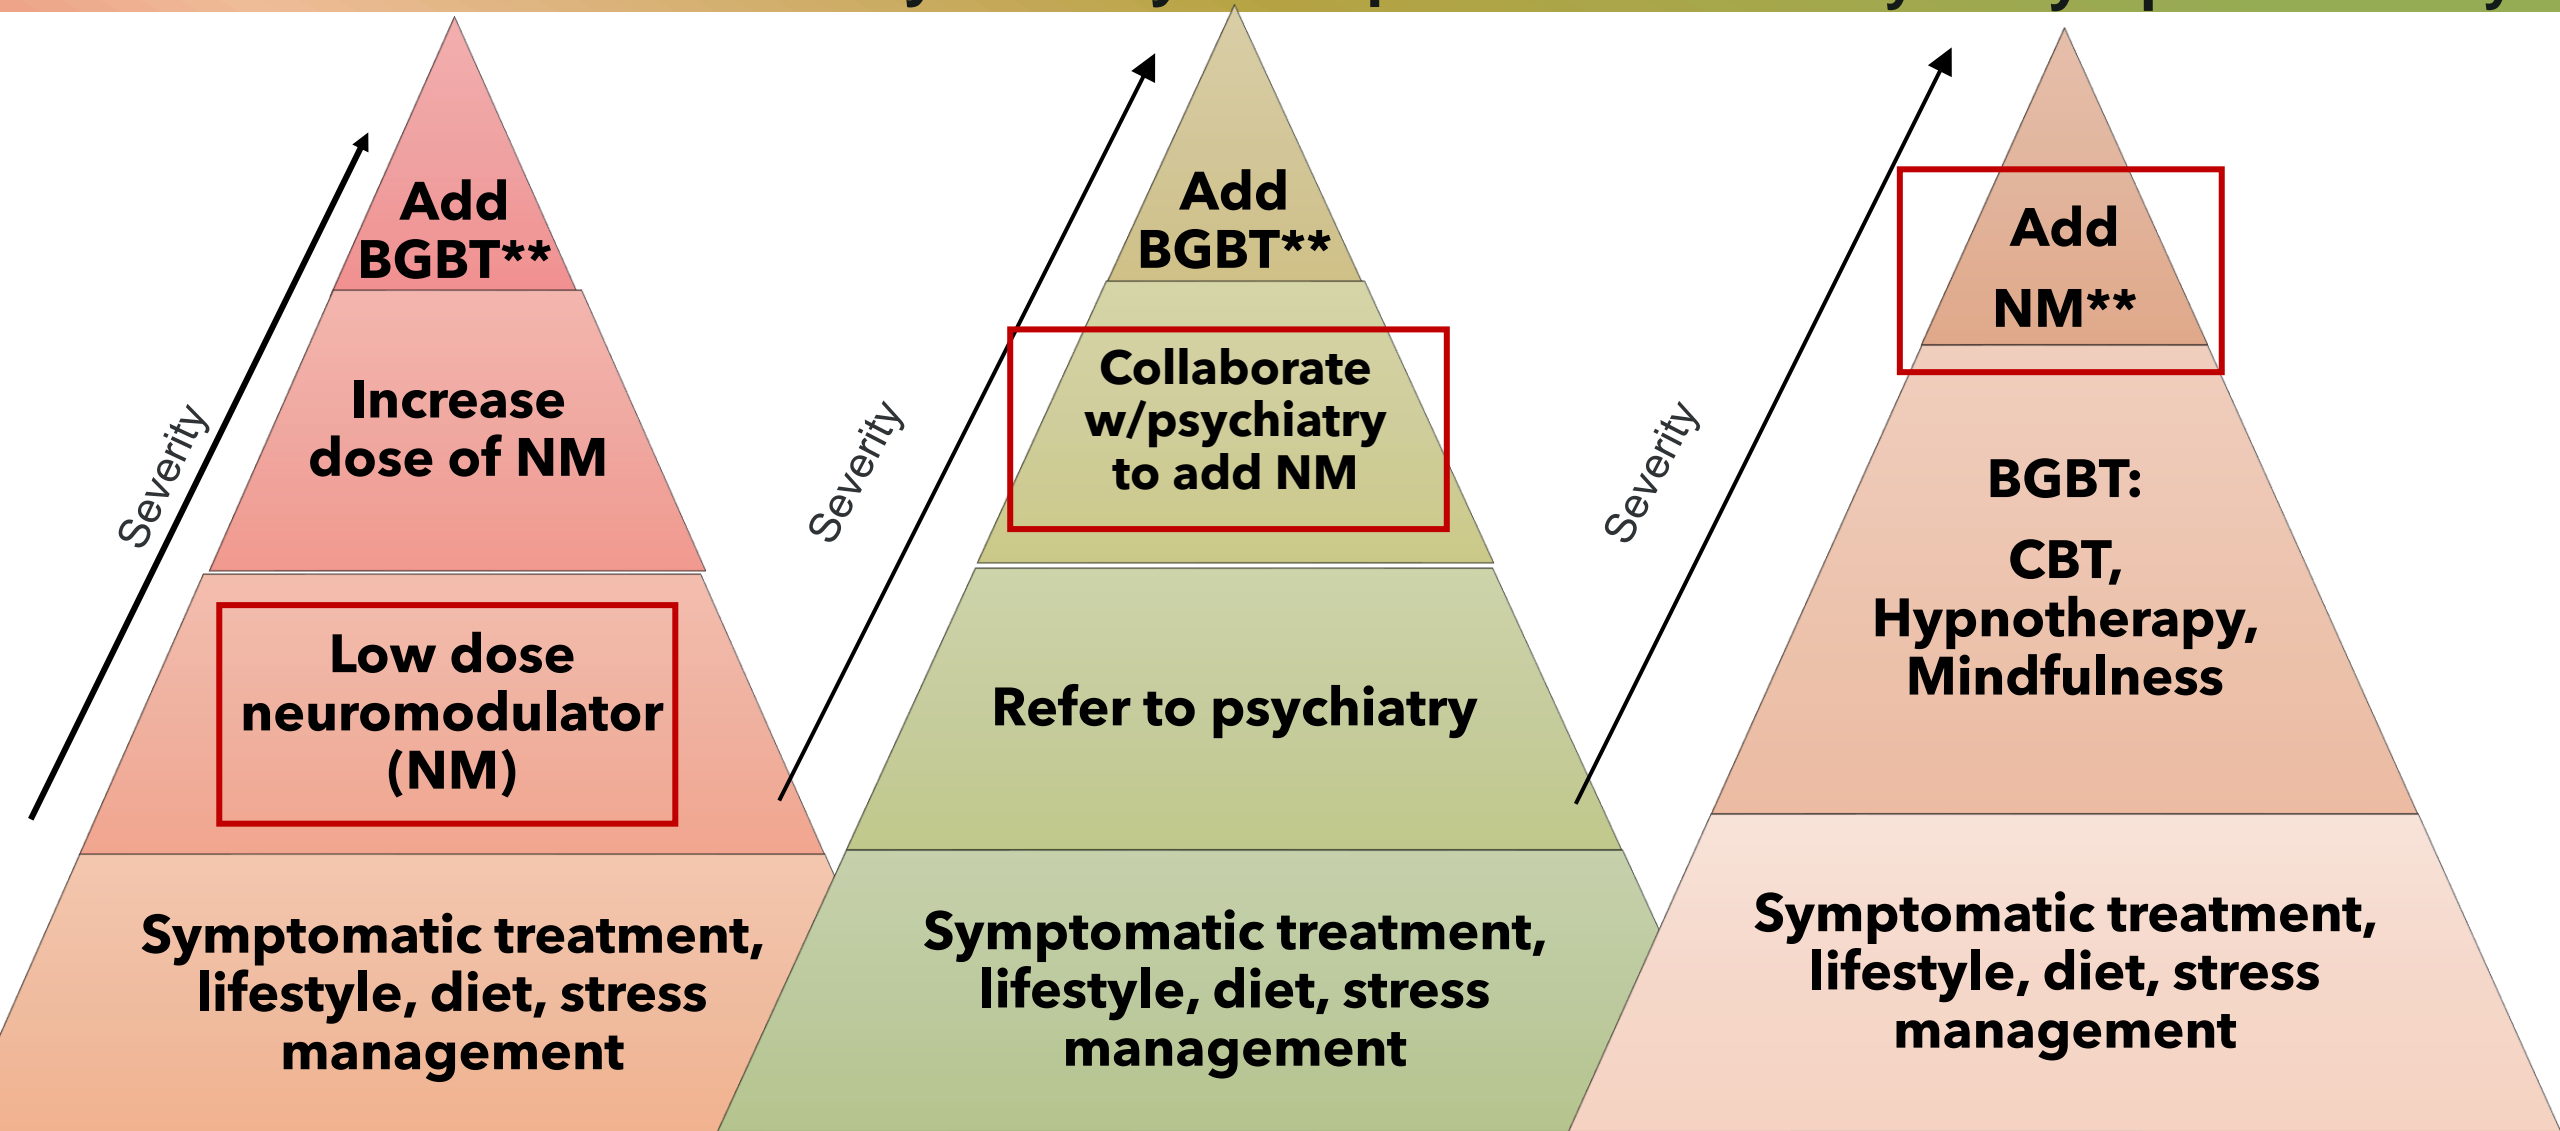 Severity
Add
BGBT**
Increase
dose of NM
Low dose
neuromodulator
(NM)
Symptomatic treatment,
lifestyle, diet, stress
management
Severity
Add
BGBT**
Collaborate
w/psychiatry
to add NM
Refer to psychiatry
Symptomatic treatment,
lifestyle, diet, stress
management
Severity
Add
NM**
BGBT:
CBT,
Hypnotherapy,
Mindfulness
Symptomatic treatment,
lifestyle, diet, stress
management